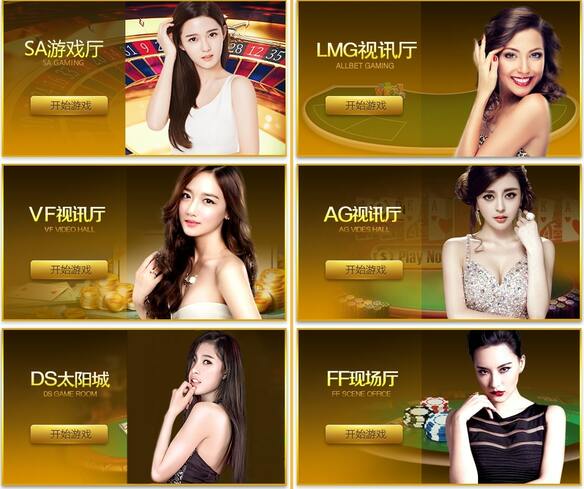 SA游戏厅
SA GAMING
开始游戏
LMG视讯厅
ALLBET GAMING
开始游戏
VF视讯厅
VF VIDEO HALL
开始游戏
AG视讯厅
AG VIDES HALL
开始游戏
DS太阳城
DS GAME ROOM
开始游戏
FF现场厅
FF SCENE OFFICE
开始游戏